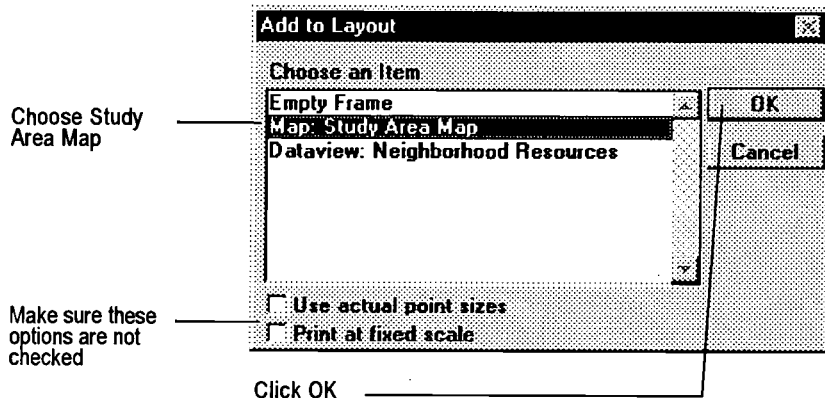 Add to Layout
Choose an Item
Choose Study
Area Map
Empty Frame
Map: Study Area Map
Dataview: Neighborhood Resources
OK
Cancel
Make sure these
options are not
checked
Use actual point sizes
Print at fixed scale
Click OK